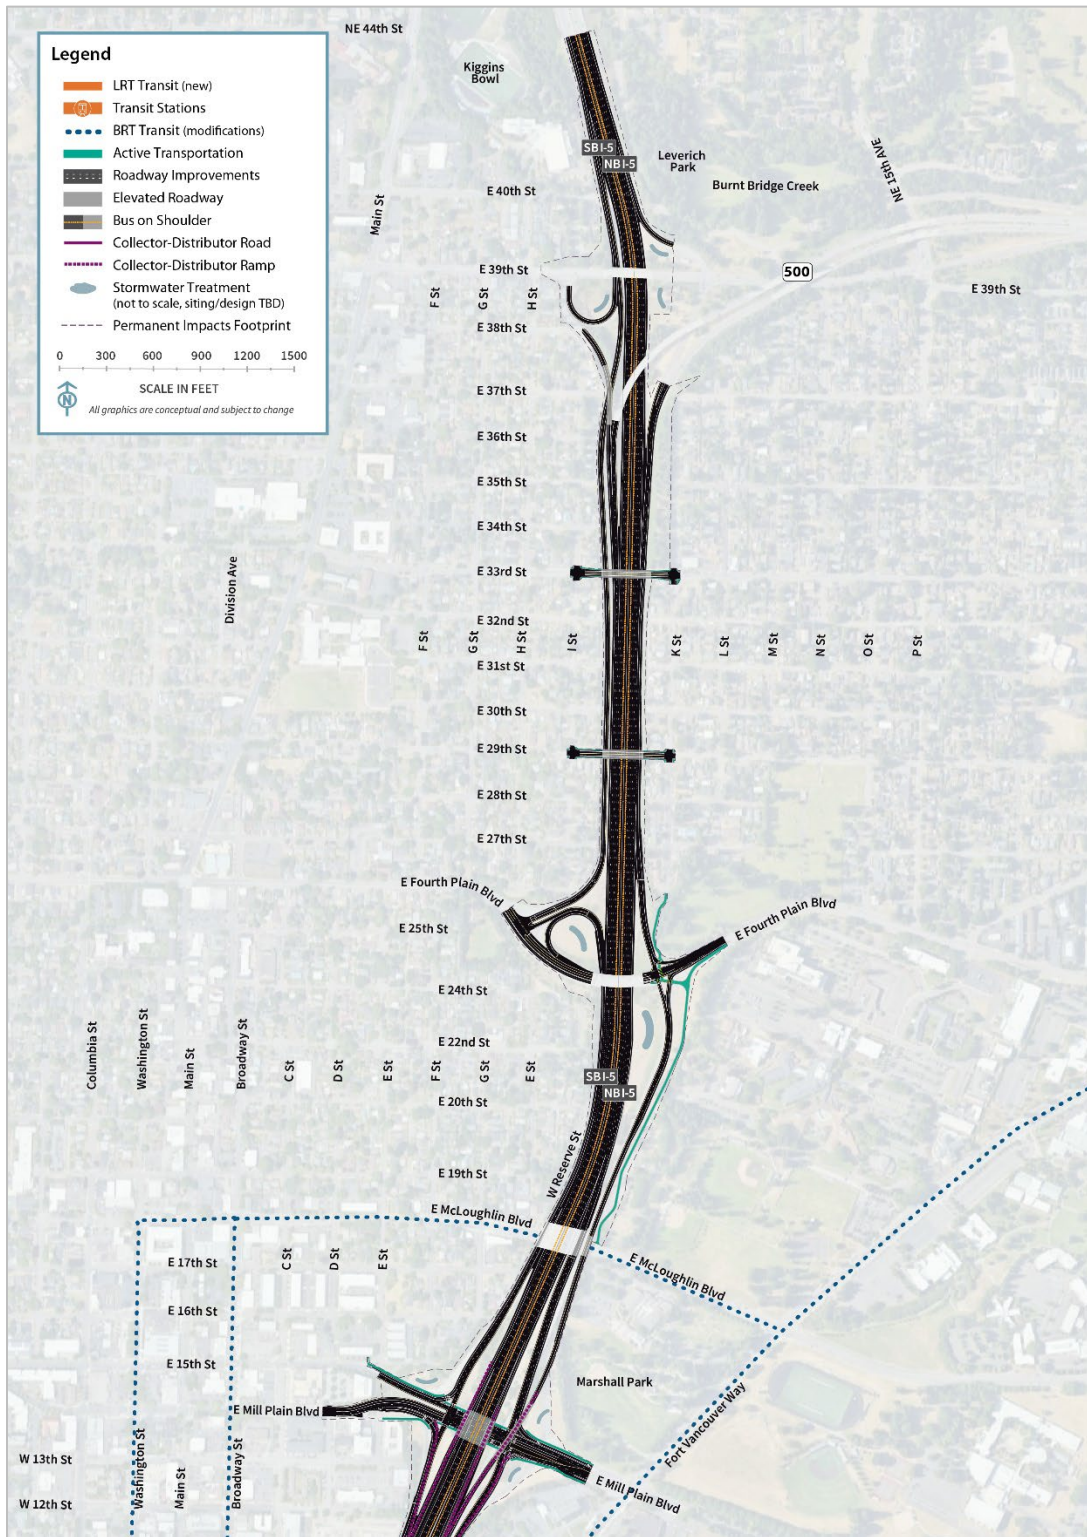 NE 44th St
Legend
LRT Transit (new)
Transit Stations
BRT Transit (modifications)
Active Transportation
Roadway Improvements
Elevated Roadway
Bus on Shoulder
Collector-Distributor Road
Collector-Distributor Ramp
Stormwater Treatment
(not to scale, siting/design TBD)
Permanent Impacts Footprint
0 300 600 900 1200 1500
SCALE IN FEET
N
All graphics are conceptual and subject to change
Kiggins
Bowl
SBI-5
NBI-5
Leverich
Park
Burnt Bridge Creek
NE 15th AVE
E 40th St
Main St
E 39th St
500
E 39th St
F St
G St
H St
E 38th St
E 37th St
E 36th St
E 35th St
E 34th St
E 33rd St
Division Ave
E 32nd St
F St
G St
H St
I St
K St
L St
M St
N St
O St
P St
E 31st St
E 30th St
E 29th St
E 28th St
E 27th St
E Fourth Plain Blvd
E Fourth Plain Blvd
E 25th St
E 24th St
E 22nd St
Columbia St
Washington St
Main St
Broadway St
C St
D St
E St
F St
G St
E St
SBI-5
NBI-5
E 20th St
W Reserve St
E 19th St
E McLoughlin Blvd
E McLoughlin Blvd
E 17th St
C St
D St
E St
E 16th St
E 15th St
Marshall Park
E Mill Plain Blvd
Fort Vancouver Way
W 13th St
Washington St
Main St
Broadway St
E Mill Plain Blvd
W 12th St